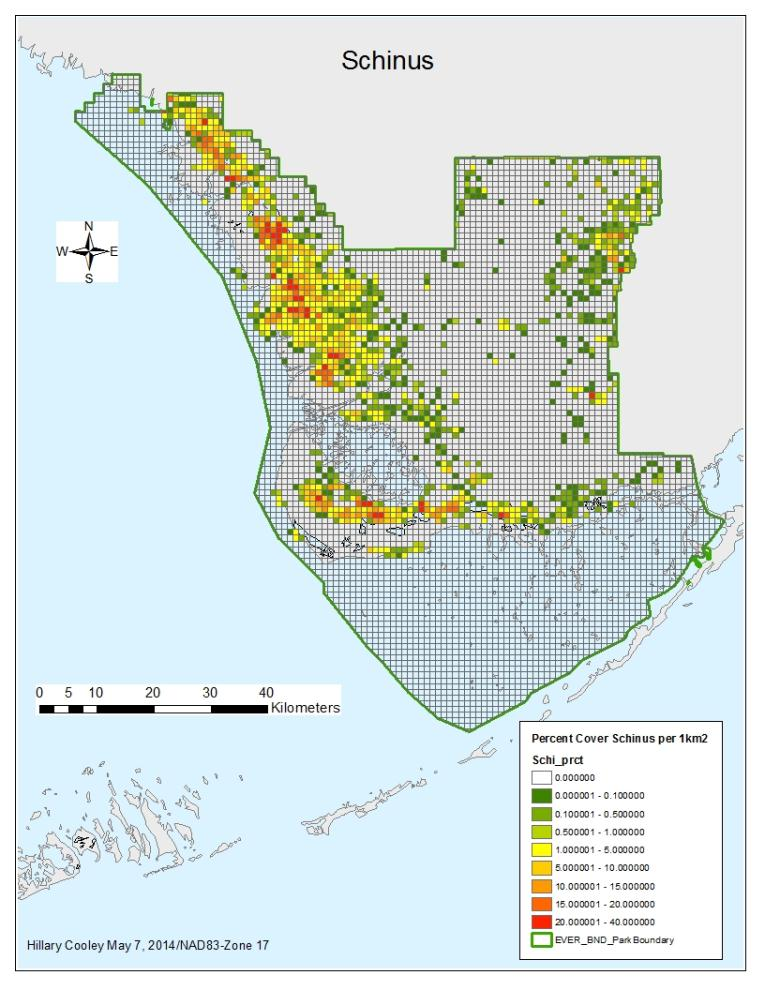 Schinus
N
W E
S
0 5 10 20 30 40
Kilometers
Percent Cover Schinus per 1km2
Schi_prct
0.000000
0.000001 - 0.100000
0.100001 - 0.500000
0.500001 - 1.000000
1.000001 - 5.000000
5.000001 - 10.000000
10.000001 - 15.000000
15.000001 - 20.000000
20.000001 - 40.000000
EVER_BND_ParkBoundary
Hillary Cooley May 7, 2014/NAD83-Zone 17